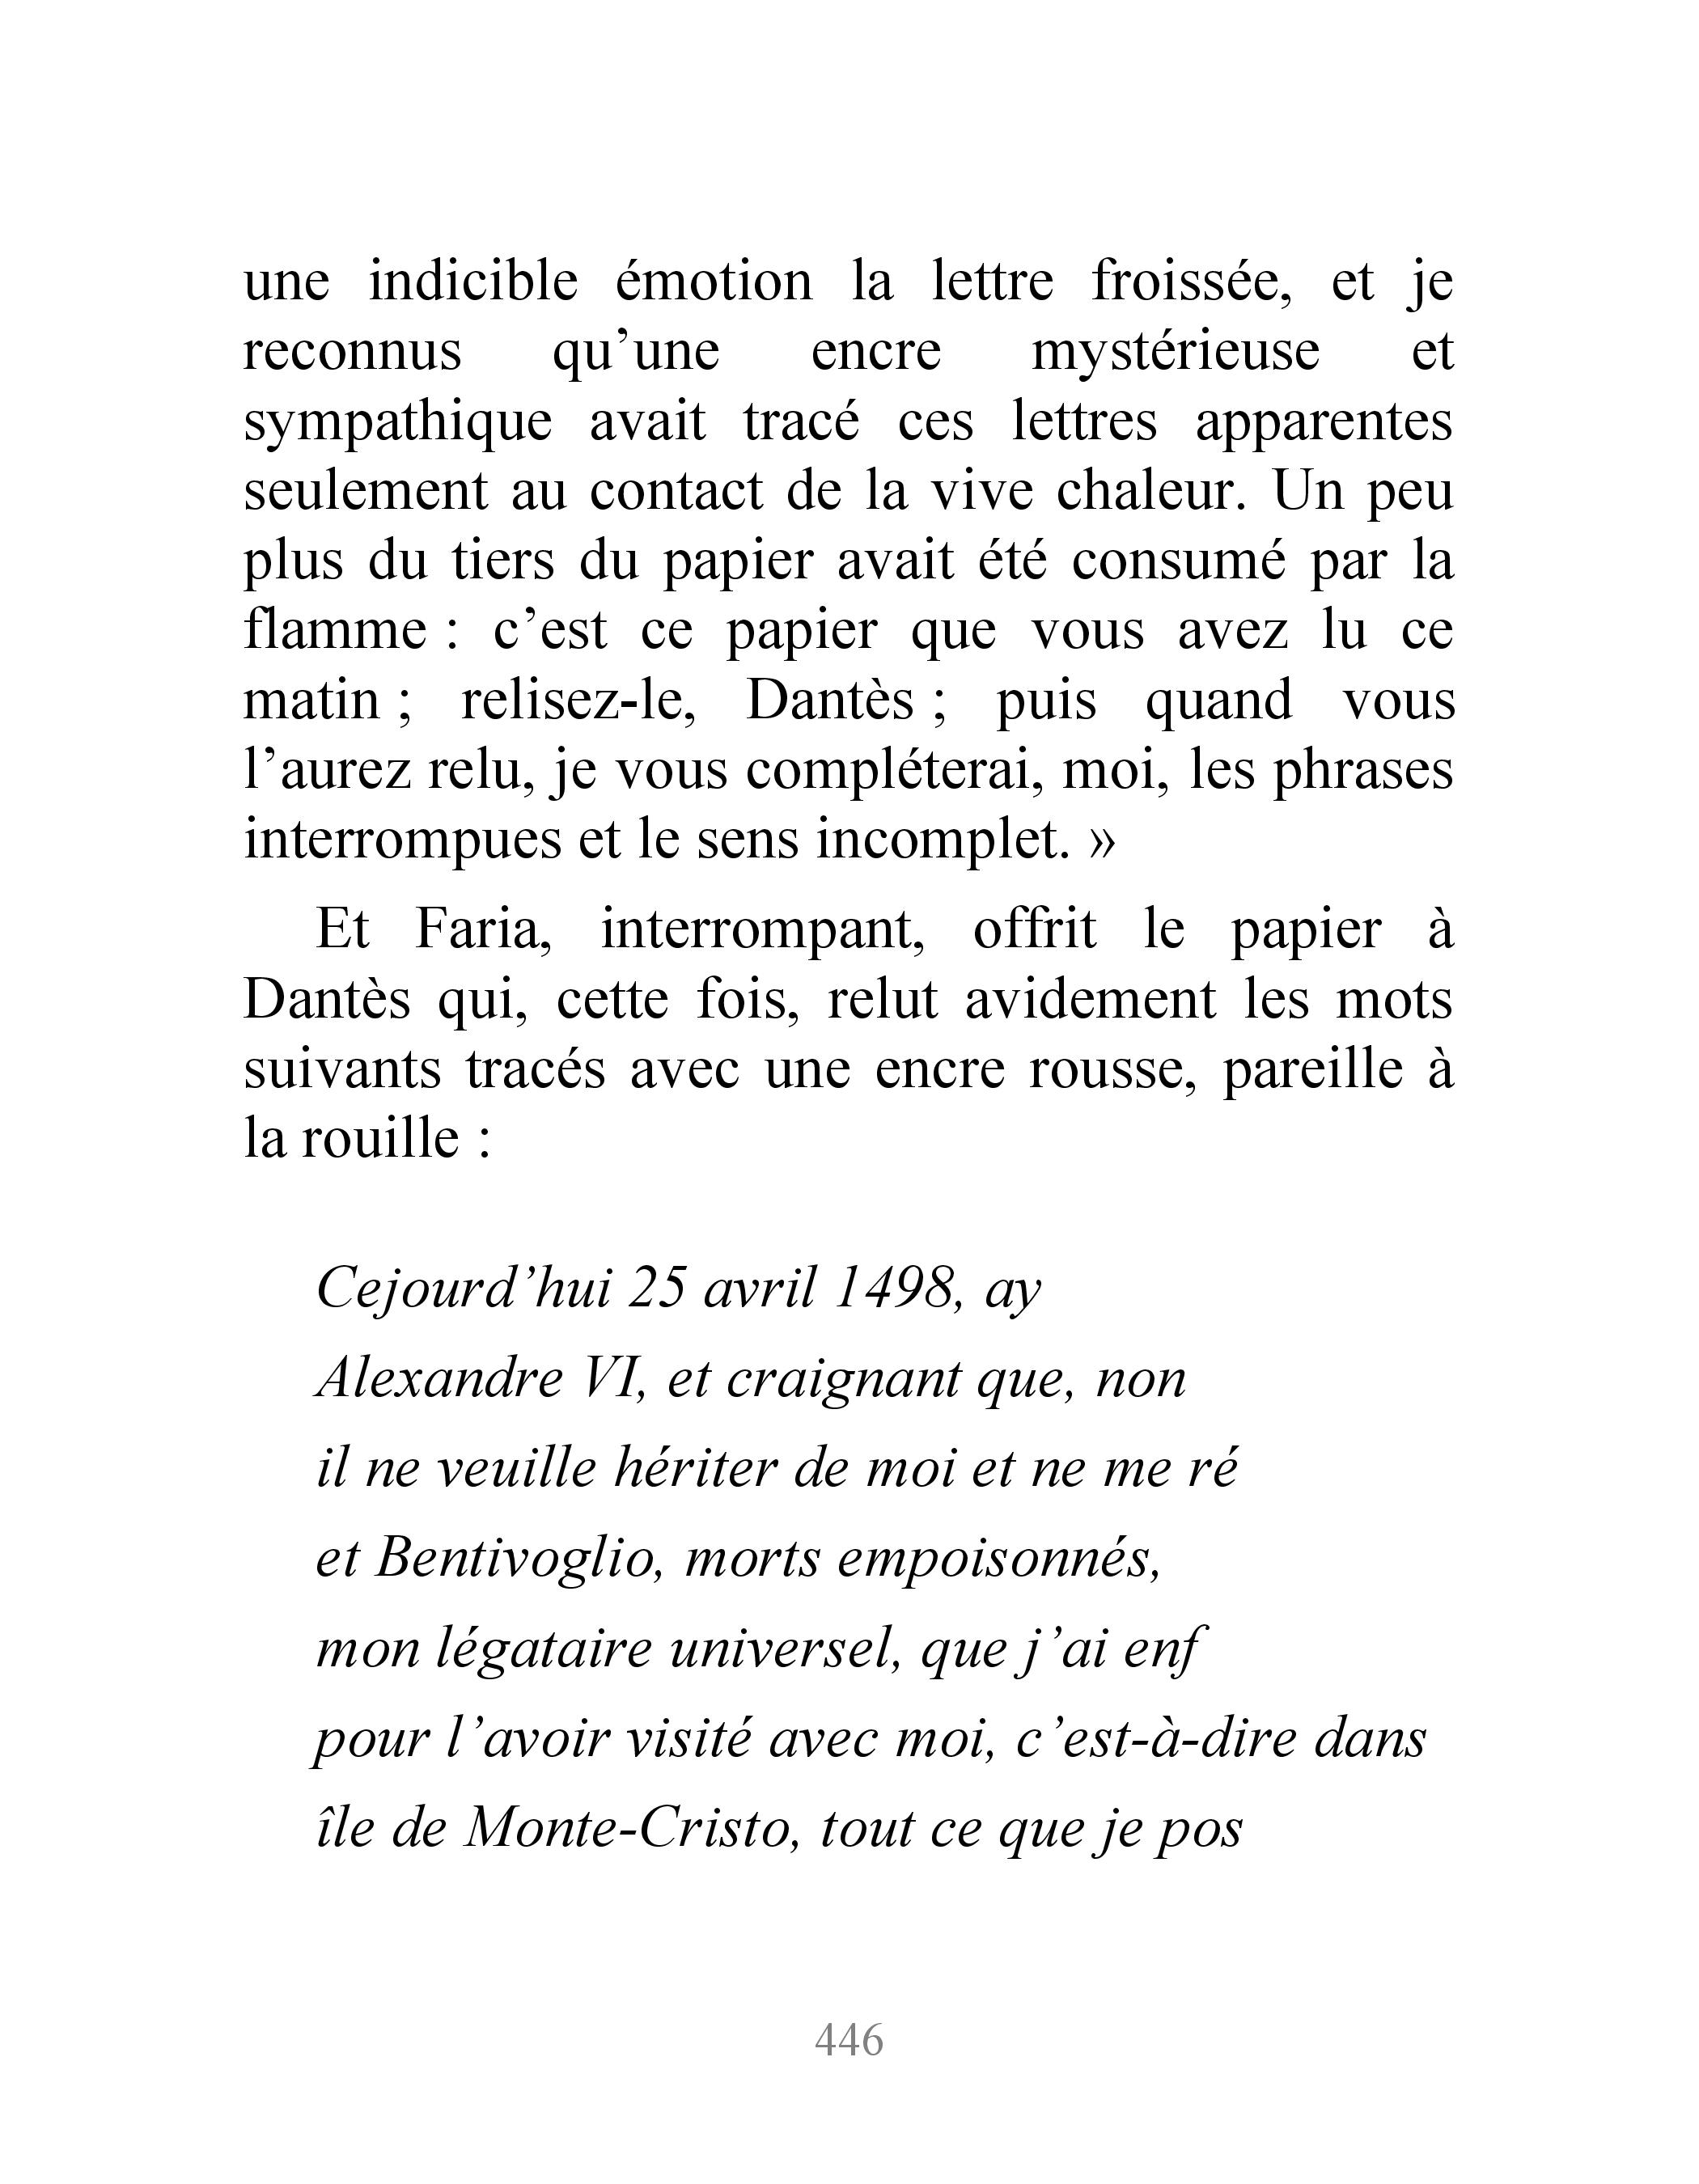 une indicible émotion la lettre froissée, et je
reconnus qu’une encre mystérieuse et
sympathique avait tracé ces lettres apparentes
seulement au contact de la vive chaleur. Un peu
plus du tiers du papier avait été consumé par la
flamme : c’est ce papier que vous avez lu ce
matin ; relisez-le, Dantès ; puis quand vous
l’aurez relu, je vous compléterai, moi, les phrases
interrompues et le sens incomplet. »
Et Faria, interrompant, offrit le papier à
Dantès qui, cette fois, relut avidement les mots
suivants tracés avec une encre rousse, pareille à
la rouille :
Cejourd’hui 25 avril 1498, ay
Alexandre VI, et craignant que, non
il ne veuille hériter de moi et ne me ré
et Bentivoglio, morts empoisonnés,
mon légataire universel, que j’ai enf
pour l’avoir visité avec moi, c’est-à-dire dans
île de Monte-Cristo, tout ce que je pos
446